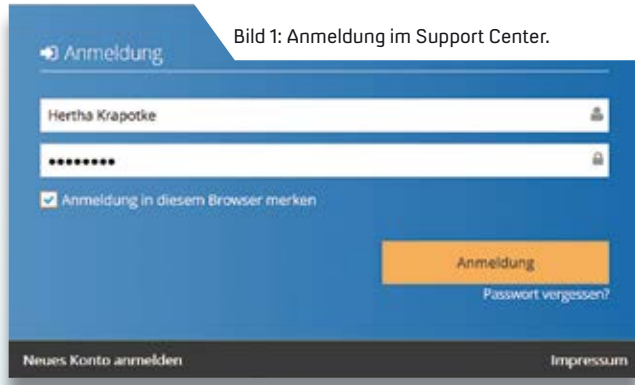 Bild 1: Anmeldung im Support Center.
Anmeldung
Hertha Krapotke
••••••••
Anmeldung in diesem Browser merken
Anmeldung
Passwort vergessen?
Neues Konto anmelden
Impressum